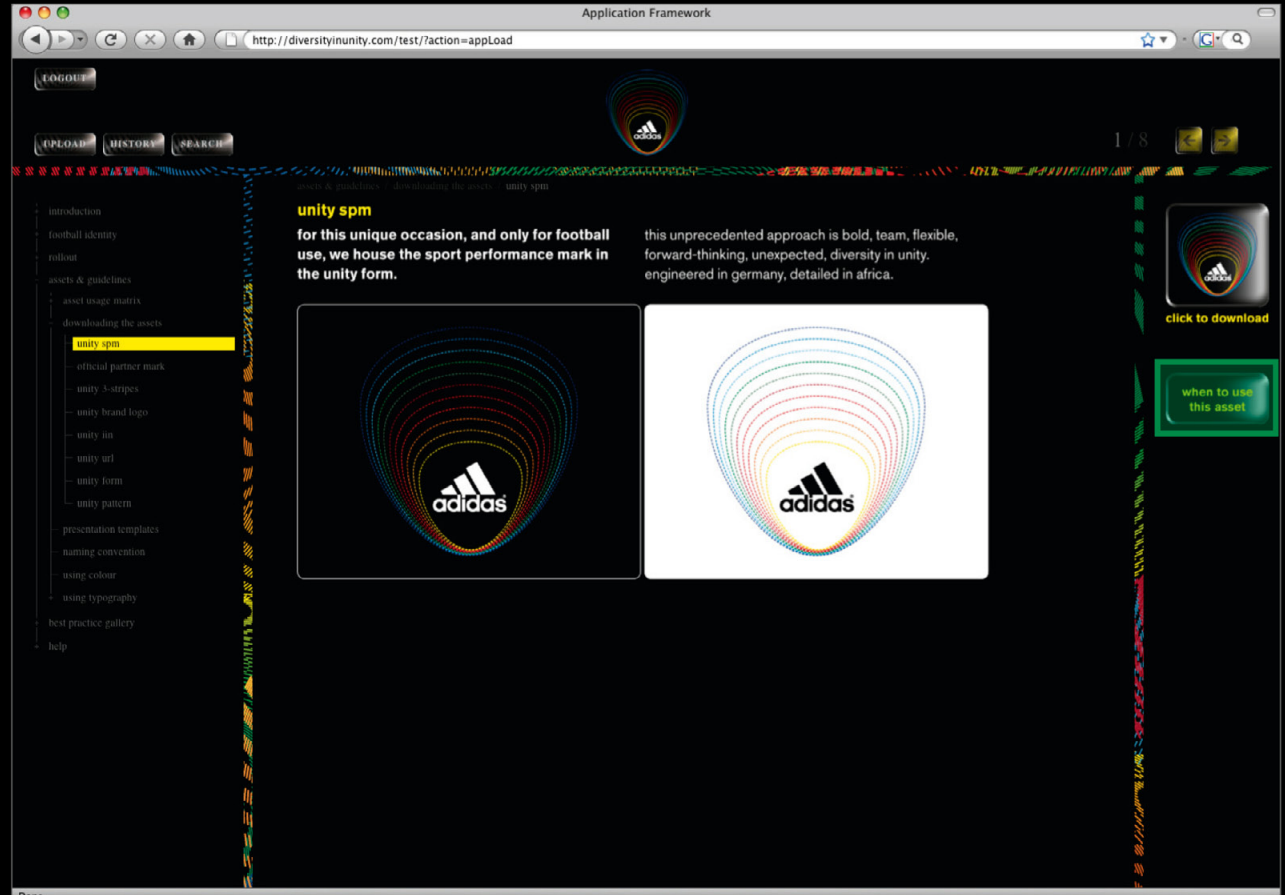 Application Framework
http://diversityinunity.com/test/?action=appLoad
LOGOUT
adidas
UPLOAD HISTORY SEARCH
1 / 8
assets & guidelines / downloading the assets / unity spm
introduction
football identity
rollout
assets & guidelines
asset usage matrix
downloading the assets
unity spm
official partner mark
unity 3-stripes
unity brand logo
unity iin
unity url
unity form
unity pattern
presentation templates
naming convention
using colour
using typography
best practice gallery
help
unity spm
for this unique occasion, and only for football
use, we house the sport performance mark in
the unity form.
this unprecedented approach is bold, team, flexible,
forward-thinking, unexpected, diversity in unity.
engineered in germany, detailed in africa.
adidas
adidas
adidas
click to download
when to use
this asset